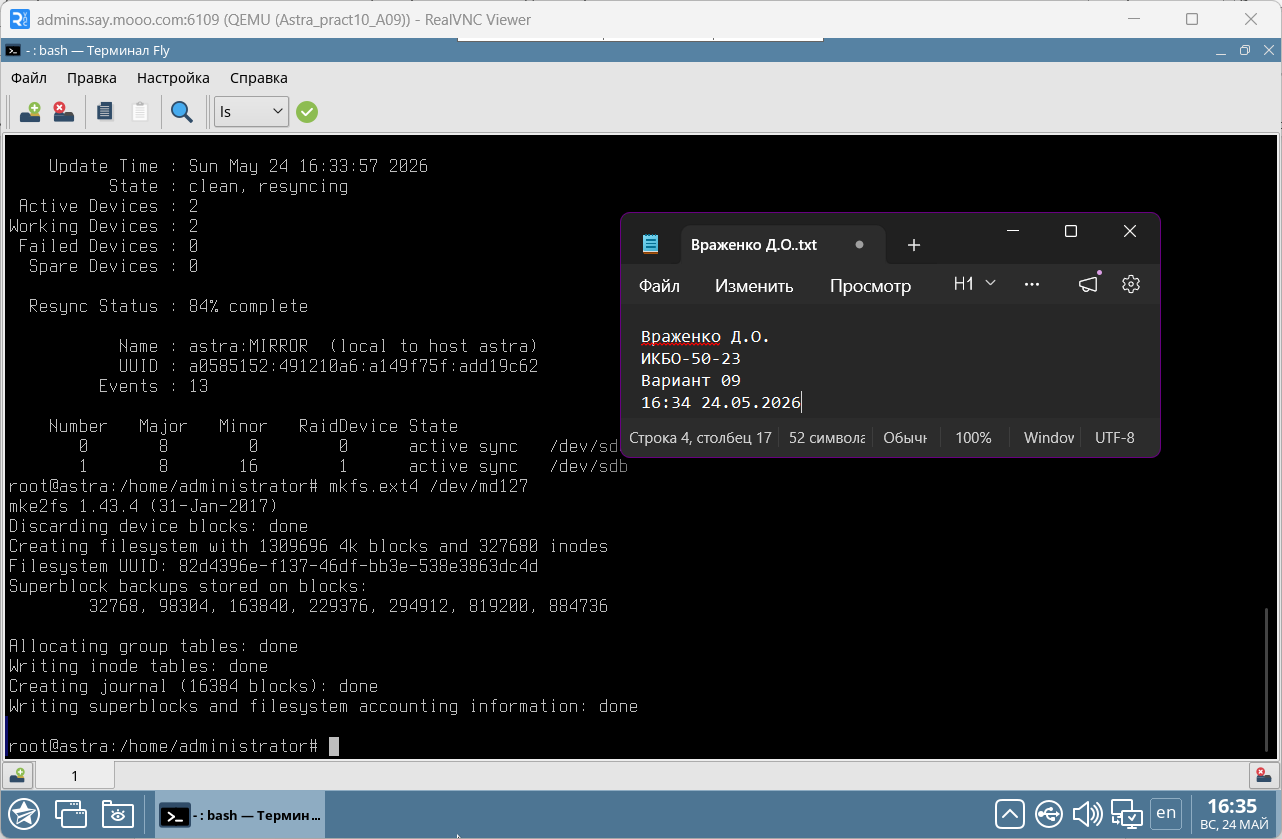 admins.say.mooo.com:6109 (QEMU (Astra_pract10_A09)) - RealVNC Viewer
- : bash — Терминал Fly
Файл Правка Настройка Справка
ls
Update Time : Sun May 24 16:33:57 2026
State : clean, resyncing
Active Devices : 2
Working Devices : 2
Failed Devices : 0
Spare Devices : 0
Resync Status : 84% complete
Name : astra:MIRROR (local to host astra)
UUID : a0585152:491210a6:a149f75f:add19c62
Events : 13
Number Major Minor RaidDevice State
0 8 0 0 active sync /dev/sd
1 8 16 1 active sync /dev/sdb
root@astra:/home/administrator# mkfs.ext4 /dev/md127
mke2fs 1.43.4 (31-Jan-2017)
Discarding device blocks: done
Creating filesystem with 1309696 4k blocks and 327680 inodes
Filesystem UUID: 82d4396e-f137-46df-bb3e-538e3863dc4d
Superblock backups stored on blocks:
32768, 98304, 163840, 229376, 294912, 819200, 884736
Allocating group tables: done
Writing inode tables: done
Creating journal (16384 blocks): done
Writing superblocks and filesystem accounting information: done
root@astra:/home/administrator#
Враженко Д.О..txt
Файл Изменить Просмотр H1
Враженко Д.О.
ИКБО-50-23
Вариант 09
16:34 24.05.2026
Строка 4, столбец 17 52 символа Обычн 100% Window UTF-8
1
- : bash — Термин...
en
16:35
ВС, 24 МАЙ